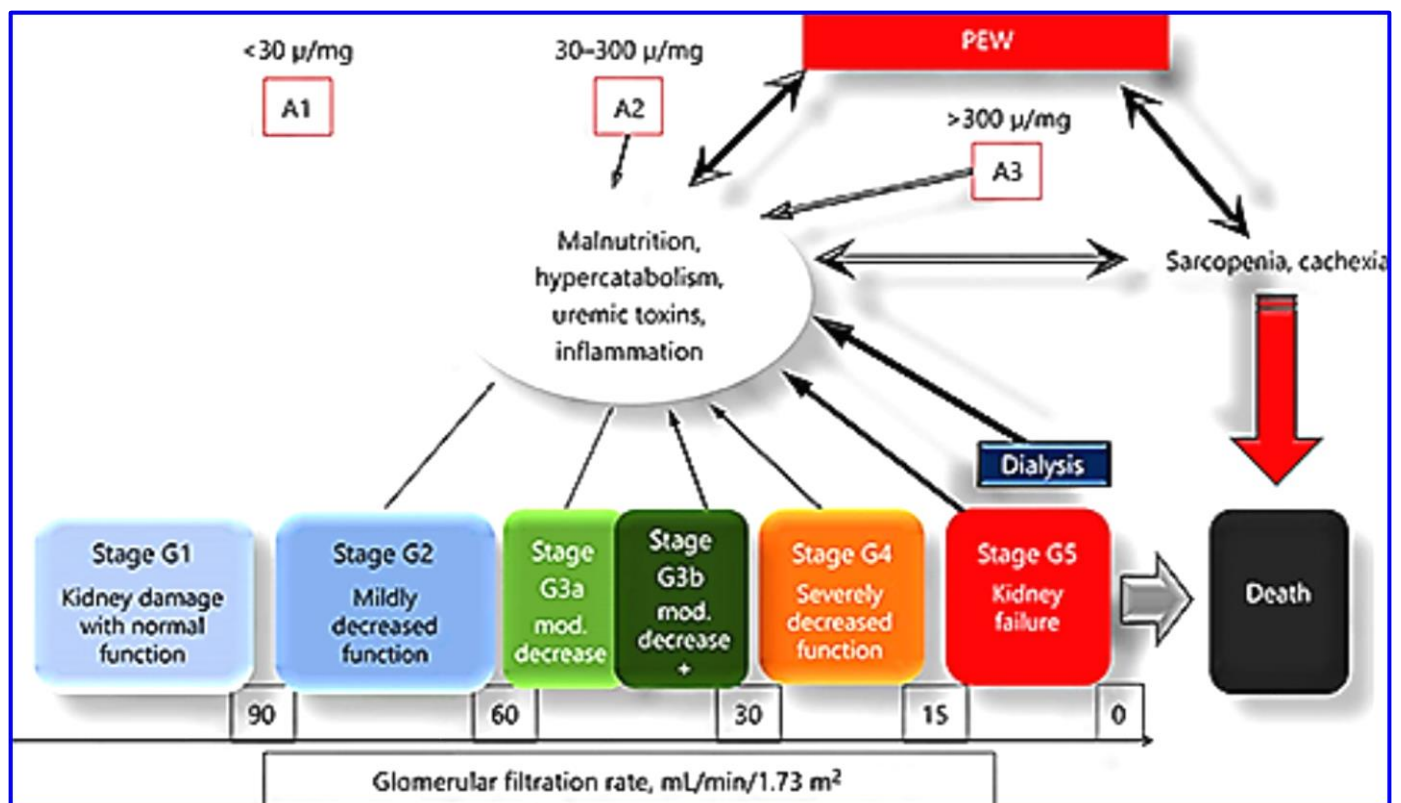 <30 µ/mg
30–300 µ/mg
PEW
A1
A2
>300 µ/mg
A3
Malnutrition,
hypercatabolism,
uremic toxins,
inflammation
Sarcopenia, cachexia
Dialysis
Stage G1
Kidney damage
with normal
function
Stage G2
Mildly
decreased
function
Stage
G3a
mod.
decrease
Stage
G3b
mod.
decrease
+
Stage G4
Severely
decreased
function
Stage G5
Kidney
failure
Death
90
60
30
15
0
Glomerular filtration rate, mL/min/1.73 m²